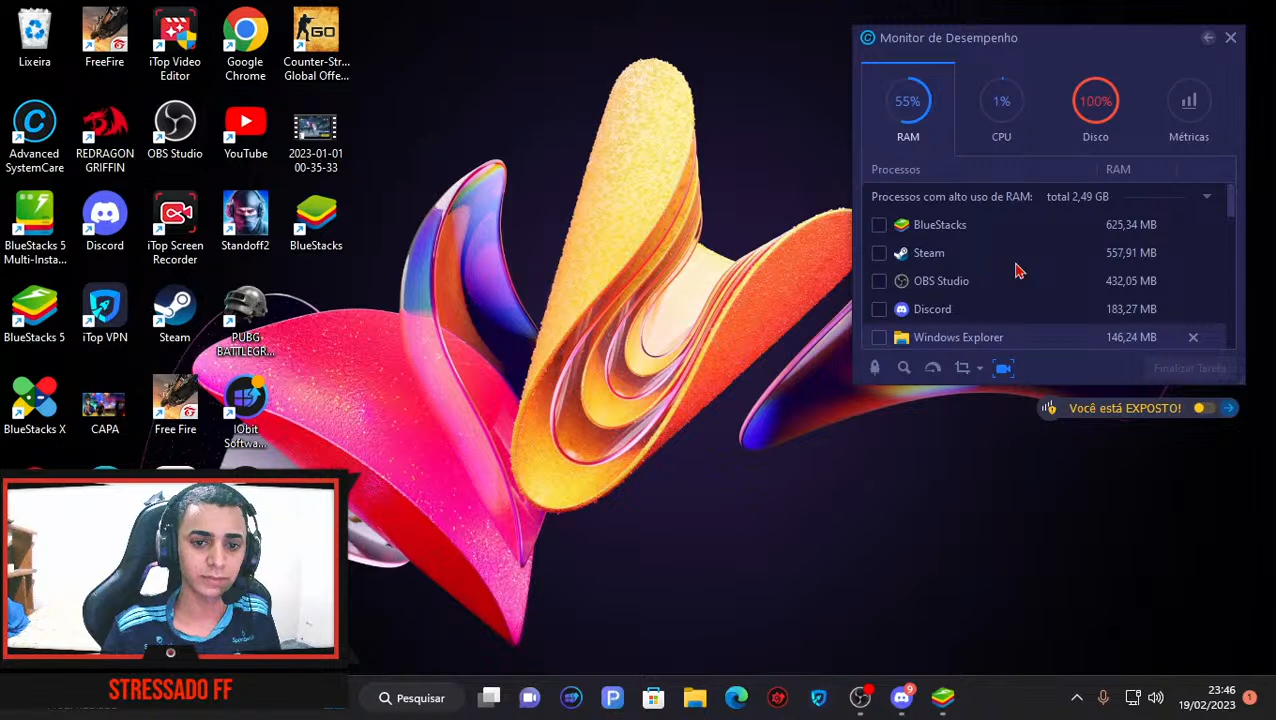 Lixeira
FreeFire
iTop Video
Editor
Google
Chrome
GO
Counter-Str...
Global Offe...
Advanced
SystemCare
REDRAGON
GRIFFIN
OBS Studio
YouTube
2023-01-01
00-35-33
BlueStacks 5
Multi-Insta...
Discord
iTop Screen
Recorder
Standoff2
BlueStacks
BlueStacks 5
iTop VPN
Steam
PUBG
BATTLEGR...
BlueStacks X
CAPA
Free Fire
IObit
Softwa...
Monitor de Desempenho
55%
RAM
1%
CPU
100%
Disco
Métricas
Processos
RAM
Processos com alto uso de RAM: total 2,49 GB
BlueStacks 625,34 MB
Steam 557,91 MB
OBS Studio 432,05 MB
Discord 183,27 MB
Windows Explorer 146,24 MB
Finalizar Tarefa
Você está EXPOSTO!
STRESSADO FF
Pesquisar
9
23:46
19/02/2023
1